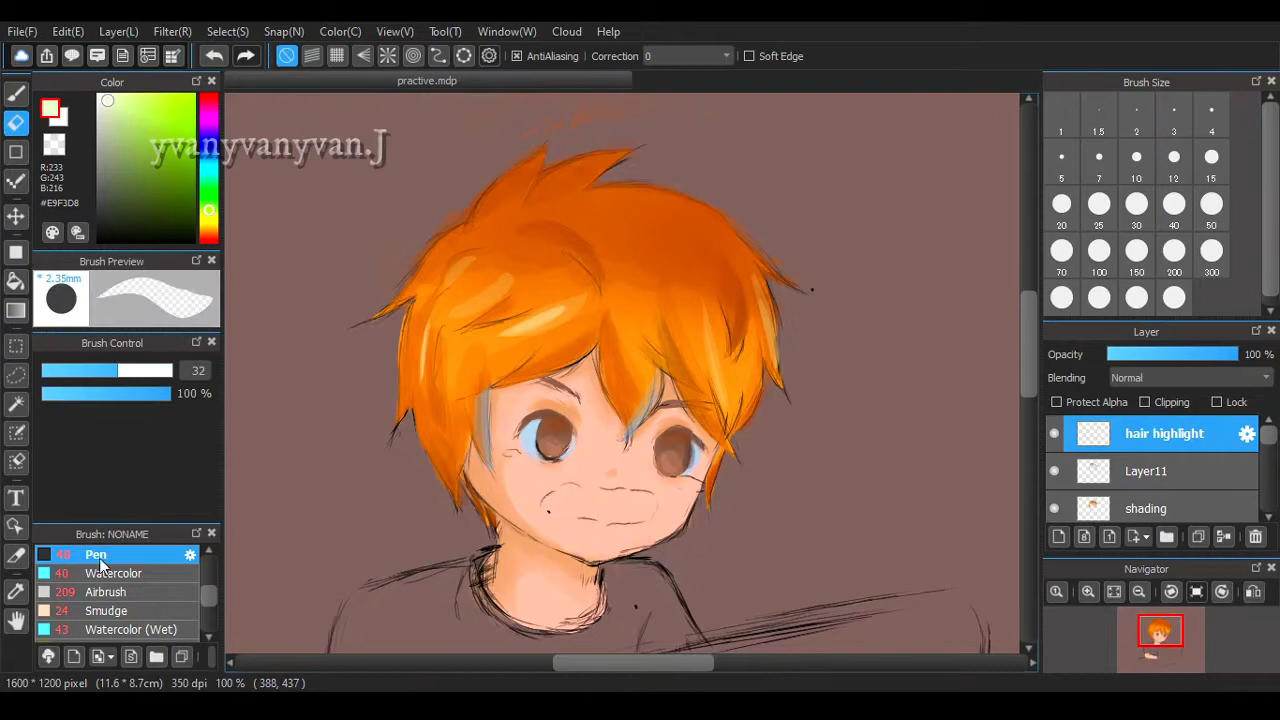 File(F) Edit(E) Layer(L) Filter(R) Select(S) Snap(N) Color(C) View(V) Tool(T) Window(W) Cloud Help
AntiAliasing Correction 0 Soft Edge
practive.mdp
Color
R:233
G:243
B:216
#E9F3D8
yvanyvanyvan.J
Brush Preview
* 2.35mm
Brush Control
32
100 %
Brush: NONAME
48 Pen
40 Watercolor
209 Airbrush
24 Smudge
43 Watercolor (Wet)
Brush Size
1 1.5 2 3 4
5 7 10 12 15
20 25 30 40 50
70 100 150 200 300
Layer
Opacity 100 %
Blending Normal
Protect Alpha Clipping Lock
hair highlight
Layer11
shading
Navigator
1600 * 1200 pixel (11.6 * 8.7cm) 350 dpi 100 % ( 388, 437 )